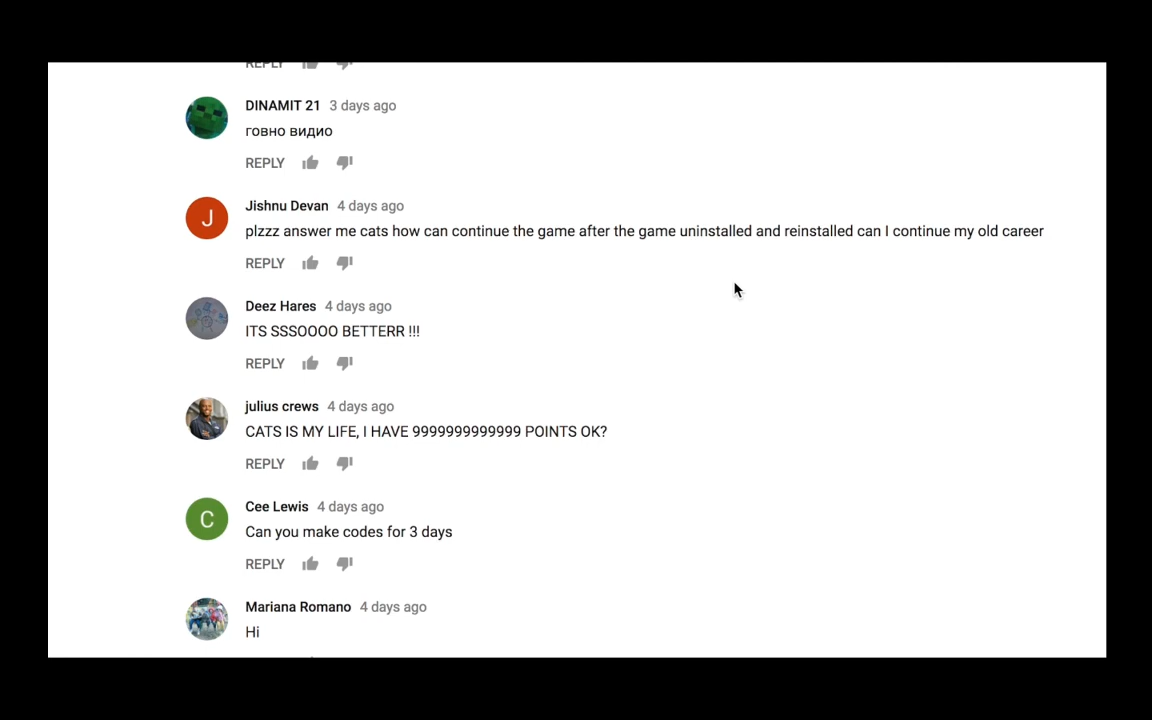 REPLY
DINAMIT 21 3 days ago
говно видио
REPLY
J
Jishnu Devan 4 days ago
plzzz answer me cats how can continue the game after the game uninstalled and reinstalled can I continue my old career
REPLY
Deez Hares 4 days ago
ITS SSSOOOO BETTERR !!!
REPLY
julius crews 4 days ago
CATS IS MY LIFE, I HAVE 9999999999999 POINTS OK?
REPLY
C
Cee Lewis 4 days ago
Can you make codes for 3 days
REPLY
Mariana Romano 4 days ago
Hi